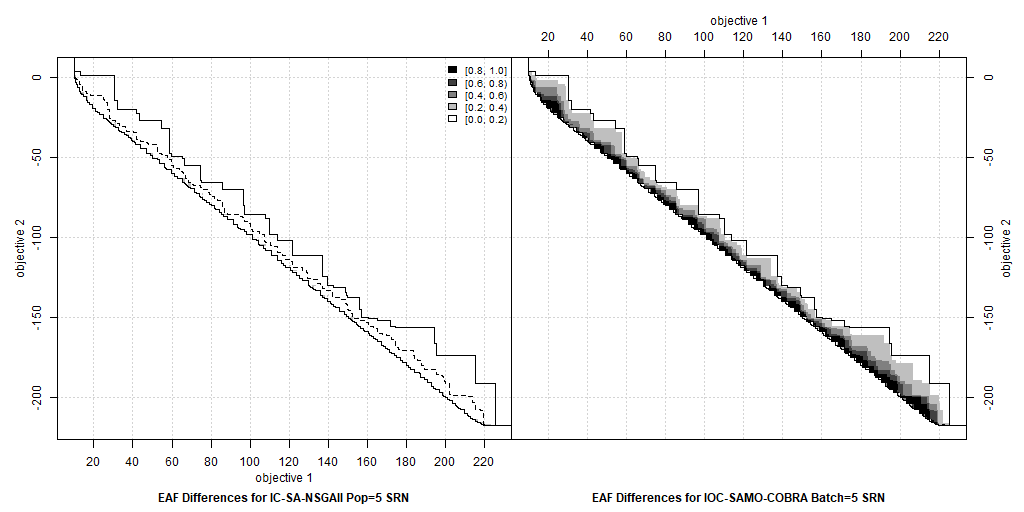 objective 1
20 40 60 80 100 120 140 160 180 200 220
[0.8, 1.0]
[0.6, 0.8)
[0.4, 0.6)
[0.2, 0.4)
[0.0, 0.2)
0
-50
-100
-150
-200
objective 2
0
-50
-100
-150
-200
objective 2
20 40 60 80 100 120 140 160 180 200 220
objective 1
EAF Differences for IC-SA-NSGAII Pop=5 SRN
EAF Differences for IOC-SAMO-COBRA Batch=5 SRN